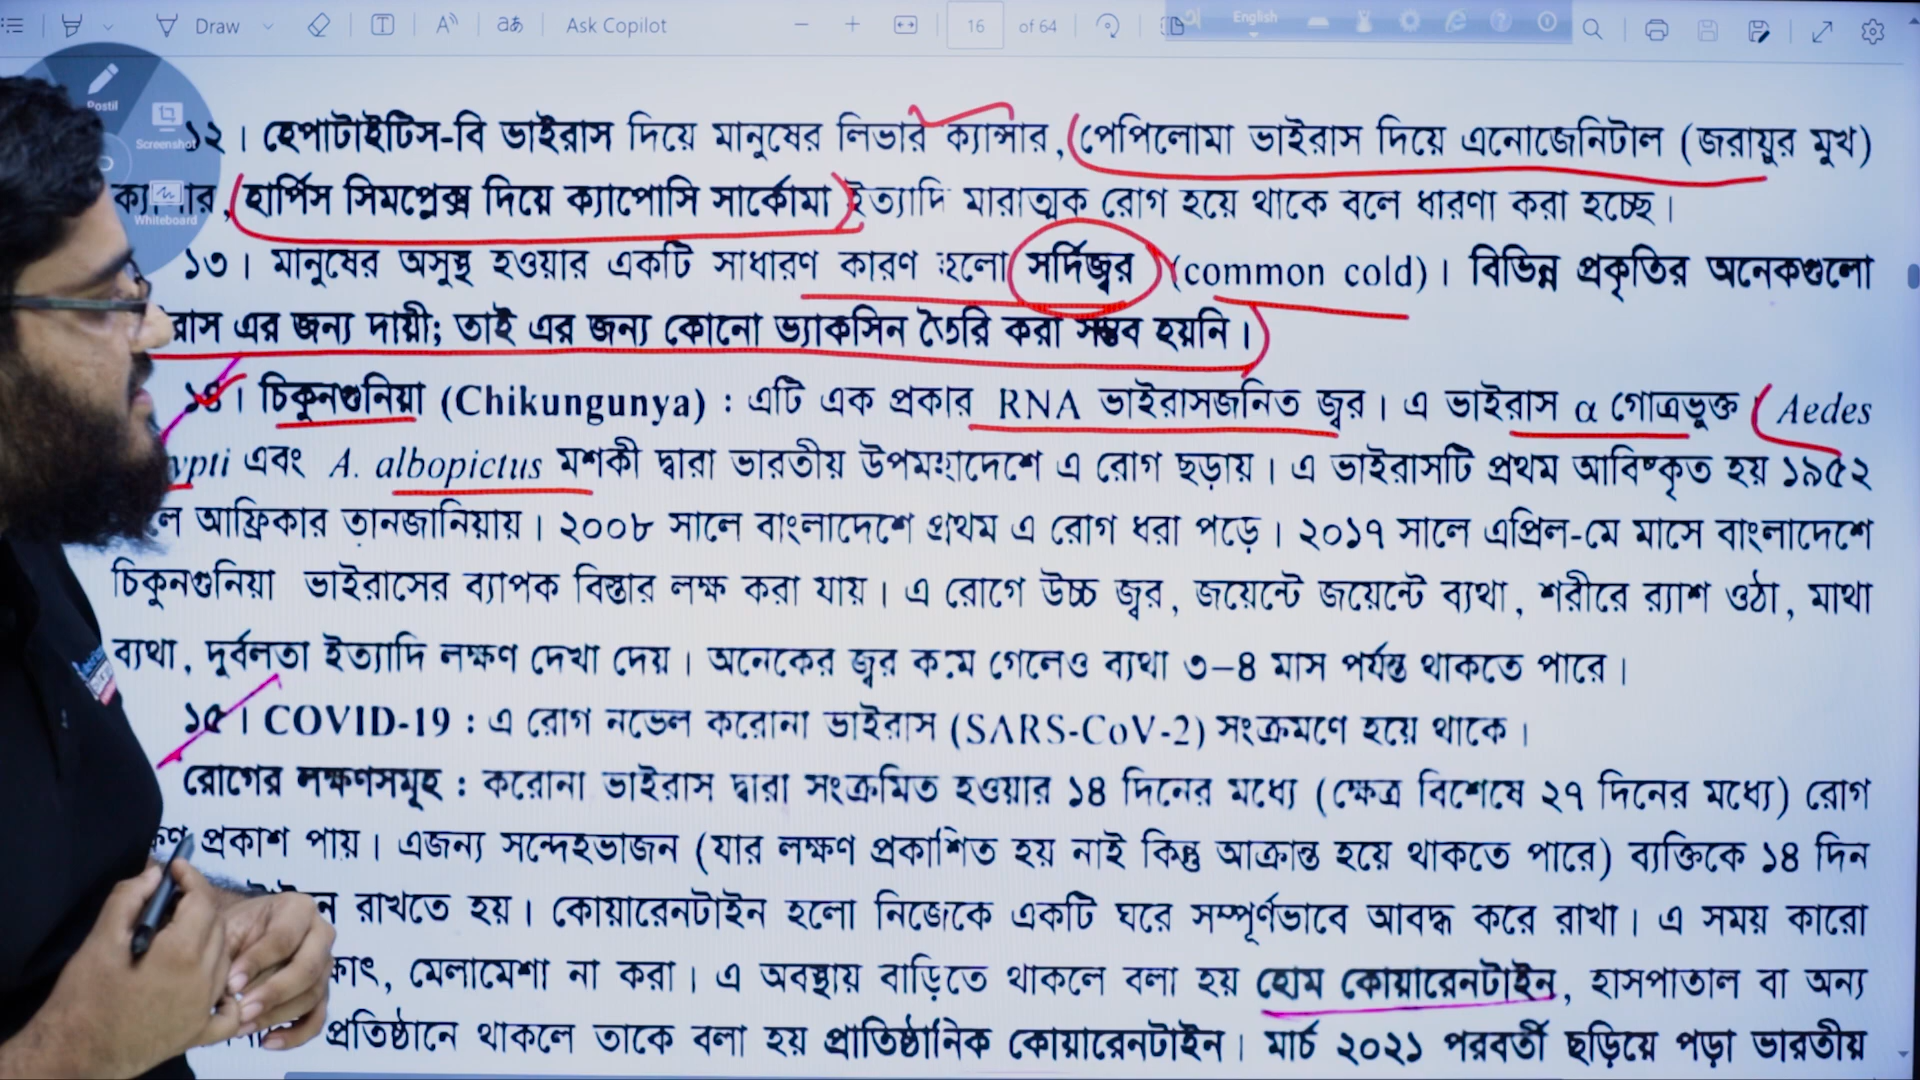 Draw
Ask Copilot
16 of 64
English
Postil
Screenshot
Whiteboard
১২। হেপাটাইটিস-বি ভাইরাস দিয়ে মানুষের লিভার ক্যান্সার, (পেপিলোমা ভাইরাস দিয়ে এনোজেনিটাল (জরায়ুর মুখ)
হার্পিস সিমপ্লেক্স দিয়ে ক্যাপোসি সার্কোমা ইত্যাদি মারাত্মক রোগ হয়ে থাকে বলে ধারণা করা হচ্ছে।
১৩। মানুষের অসুস্থ হওয়ার একটি সাধারণ কারণ হলো সর্দিজ্বর (common cold)। বিভিন্ন প্রকৃতির অনেকগুলো
এর জন্য দায়ী; তাই এর জন্য কোনো ভ্যাকসিন তৈরি করা সম্ভব হয়নি।
১৪। চিকুনগুনিয়া (Chikungunya) : এটি এক প্রকার RNA ভাইরাসজনিত জ্বর। এ ভাইরাস α গোত্রভুক্ত Aedes
এবং A. albopictus মশকী দ্বারা ভারতীয় উপমহাদেশে এ রোগ ছড়ায়। এ ভাইরাসটি প্রথম আবিষ্কৃত হয় ১৯৫২
আফ্রিকার তানজানিয়ায়। ২০০৮ সালে বাংলাদেশে প্রথম এ রোগ ধরা পড়ে। ২০১৭ সালে এপ্রিল-মে মাসে বাংলাদেশে
চিকুনগুনিয়া ভাইরাসের ব্যাপক বিস্তার লক্ষ করা যায়। এ রোগে উচ্চ জ্বর, জয়েন্টে জয়েন্টে ব্যথা, শরীরে র‍্যাশ ওঠা, মাথা
ব্যথা, দুর্বলতা ইত্যাদি লক্ষণ দেখা দেয়। অনেকের জ্বর কমে গেলেও ব্যথা ৩–৪ মাস পর্যন্ত থাকতে পারে।
১৫। COVID-19 : এ রোগ নভেল করোনা ভাইরাস (SARS-CoV-2) সংক্রমণে হয়ে থাকে।
রোগের লক্ষণসমূহ : করোনা ভাইরাস দ্বারা সংক্রমিত হওয়ার ১৪ দিনের মধ্যে (ক্ষেত্র বিশেষে ২৭ দিনের মধ্যে) রোগ
প্রকাশ পায়। এজন্য সন্দেহভাজন (যার লক্ষণ প্রকাশিত হয় নাই কিন্তু আক্রান্ত হয়ে থাকতে পারে) ব্যক্তিকে ১৪ দিন
রাখতে হয়। কোয়ারেনটাইন হলো নিজেকে একটি ঘরে সম্পূর্ণভাবে আবদ্ধ করে রাখা। এ সময় কারো
মেলামেশা না করা। এ অবস্থায় বাড়িতে থাকলে বলা হয় হোম কোয়ারেনটাইন, হাসপাতাল বা অন্য
প্রতিষ্ঠানে থাকলে তাকে বলা হয় প্রাতিষ্ঠানিক কোয়ারেনটাইন। মার্চ ২০২১ পরবর্তী ছড়িয়ে পড়া ভারতীয়